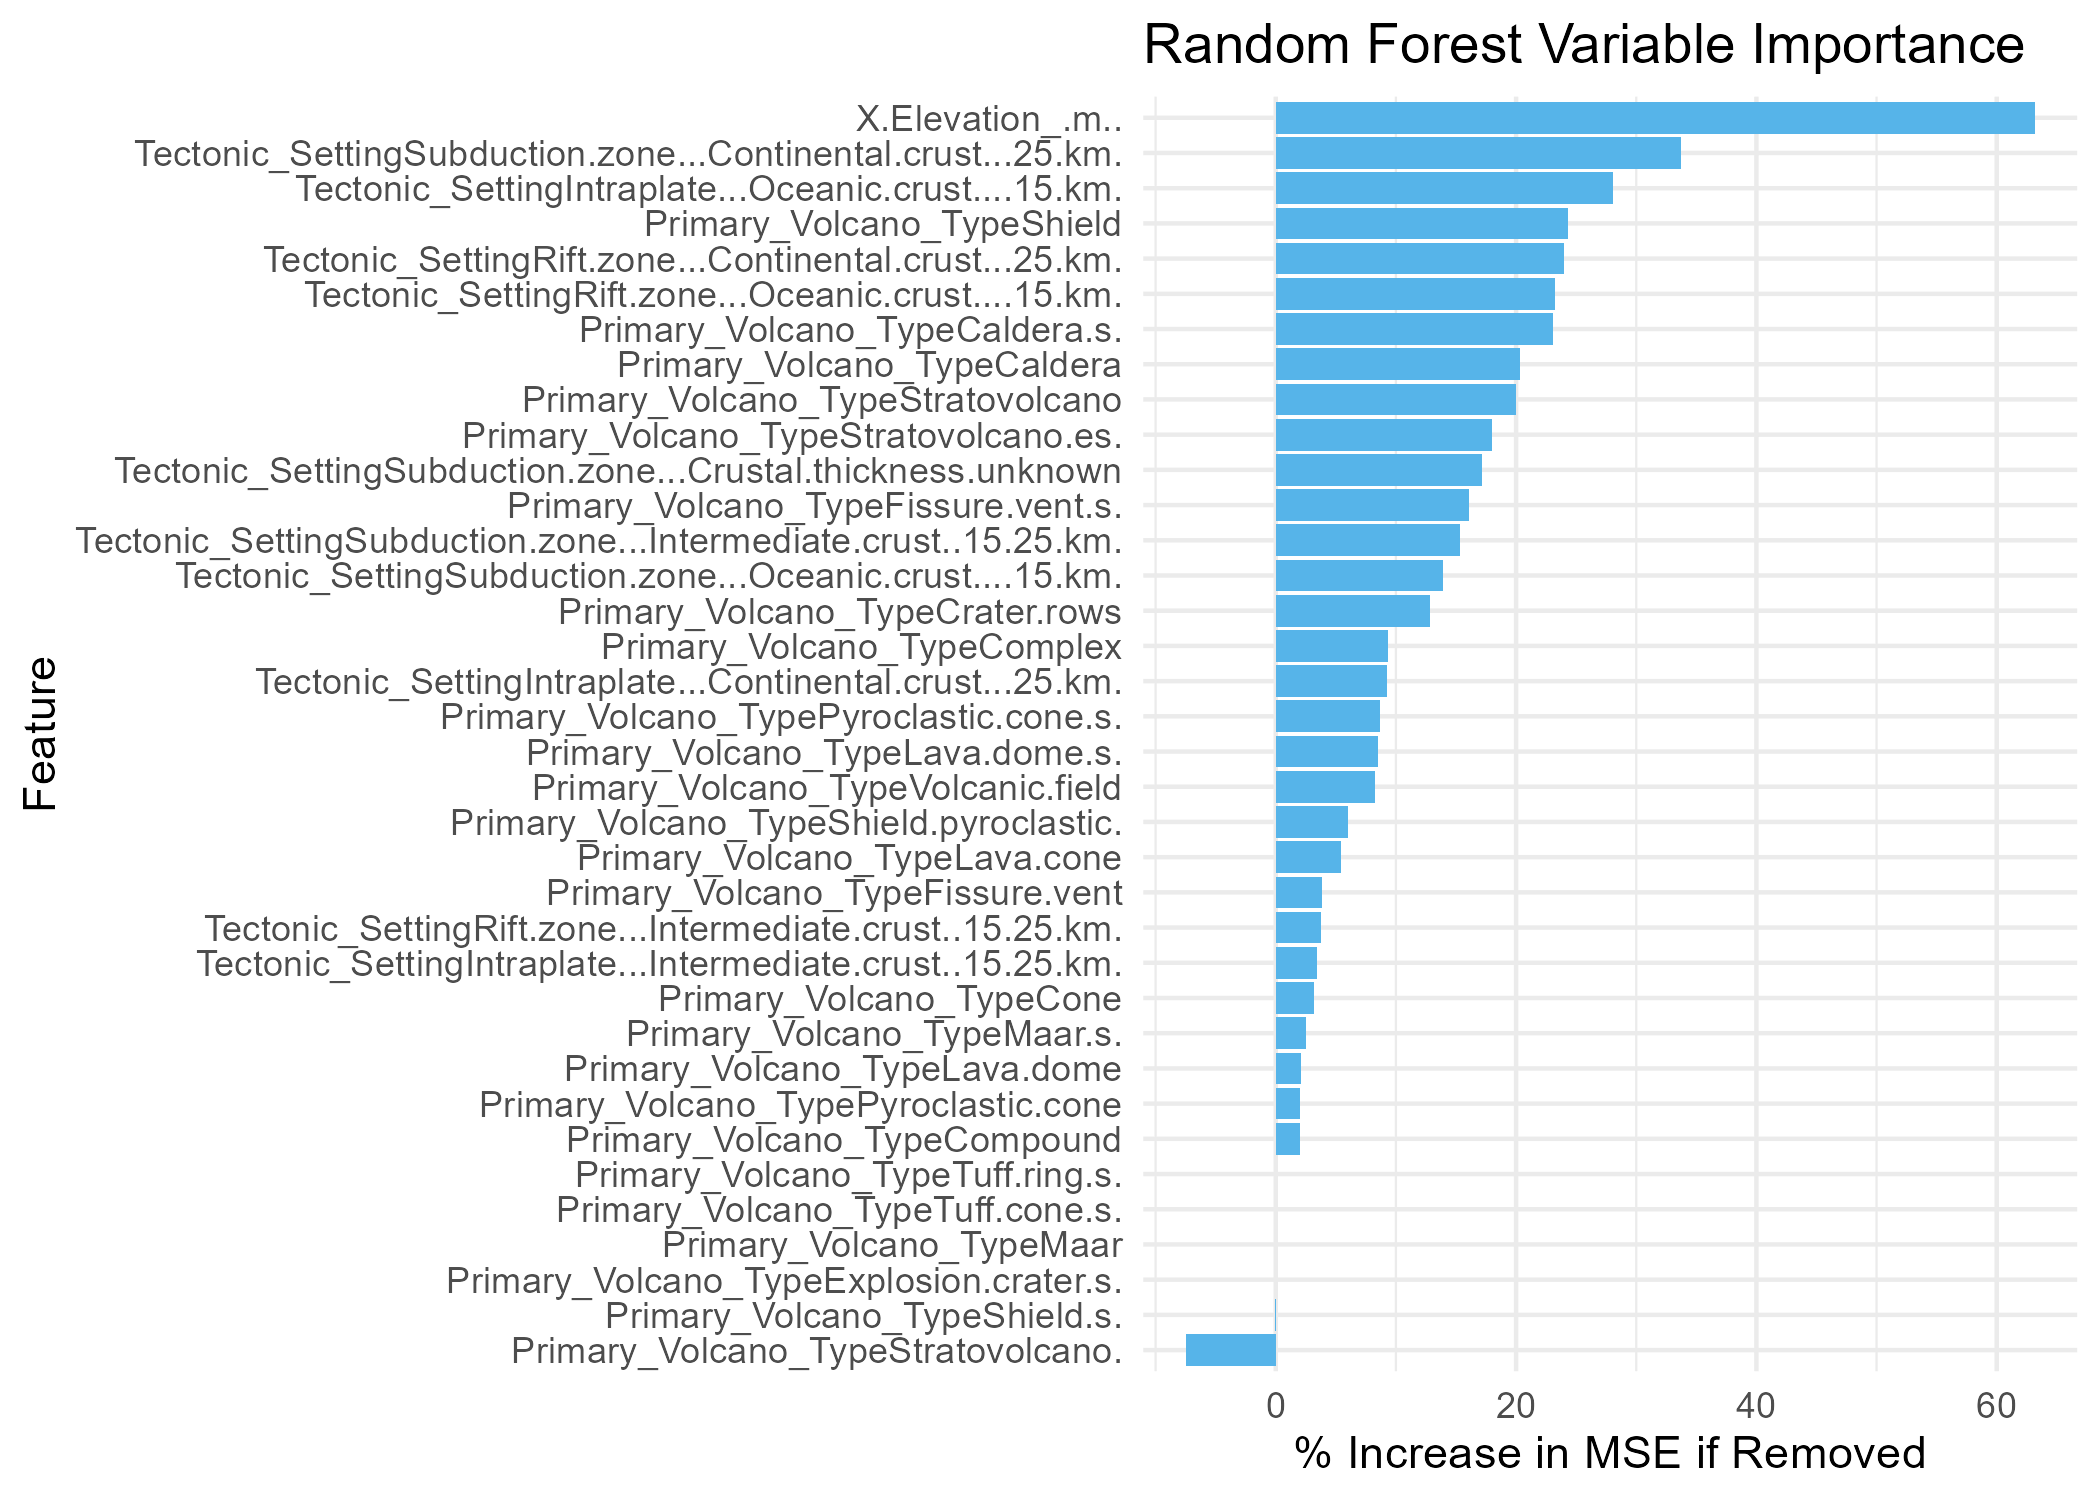 Random Forest Variable Importance
X.Elevation_.m..
Tectonic_SettingSubduction.zone...Continental.crust...25.km.
Tectonic_SettingIntraplate...Oceanic.crust....15.km.
Primary_Volcano_TypeShield
Tectonic_SettingRift.zone...Continental.crust...25.km.
Tectonic_SettingRift.zone...Oceanic.crust....15.km.
Primary_Volcano_TypeCaldera.s.
Primary_Volcano_TypeCaldera
Primary_Volcano_TypeStratovolcano
Primary_Volcano_TypeStratovolcano.es.
Tectonic_SettingSubduction.zone...Crustal.thickness.unknown
Primary_Volcano_TypeFissure.vent.s.
Tectonic_SettingSubduction.zone...Intermediate.crust..15.25.km.
Tectonic_SettingSubduction.zone...Oceanic.crust....15.km.
Primary_Volcano_TypeCrater.rows
Primary_Volcano_TypeComplex
Tectonic_SettingIntraplate...Continental.crust...25.km.
Primary_Volcano_TypePyroclastic.cone.s.
Primary_Volcano_TypeLava.dome.s.
Primary_Volcano_TypeVolcanic.field
Primary_Volcano_TypeShield.pyroclastic.
Primary_Volcano_TypeLava.cone
Primary_Volcano_TypeFissure.vent
Tectonic_SettingRift.zone...Intermediate.crust..15.25.km.
Tectonic_SettingIntraplate...Intermediate.crust..15.25.km.
Primary_Volcano_TypeCone
Primary_Volcano_TypeMaar.s.
Primary_Volcano_TypeLava.dome
Primary_Volcano_TypePyroclastic.cone
Primary_Volcano_TypeCompound
Primary_Volcano_TypeTuff.ring.s.
Primary_Volcano_TypeTuff.cone.s.
Primary_Volcano_TypeMaar
Primary_Volcano_TypeExplosion.crater.s.
Primary_Volcano_TypeShield.s.
Primary_Volcano_TypeStratovolcano.
Feature
0 20 40 60
% Increase in MSE if Removed